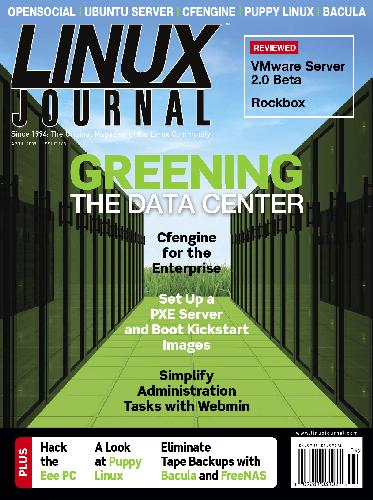 OPENSOCIAL | UBUNTU SERVER | CFENGINE | PUPPY LINUX | BACULA
LINUX
JOURNAL
Since 1994: The Original Magazine of the Linux Community
REVIEWED
VMware Server
2.0 Beta
Rockbox
GREENING
THE DATA CENTER
Cfengine
for the
Enterprise
Set Up a
PXE Server
and Boot Kickstart
Images
Simplify
Administration
Tasks with Webmin
www.linuxjournal.com
PLUS
Hack
the
Eee PC
A Look
at Puppy
Linux
Eliminate
Tape Backups with
Bacula and FreeNAS